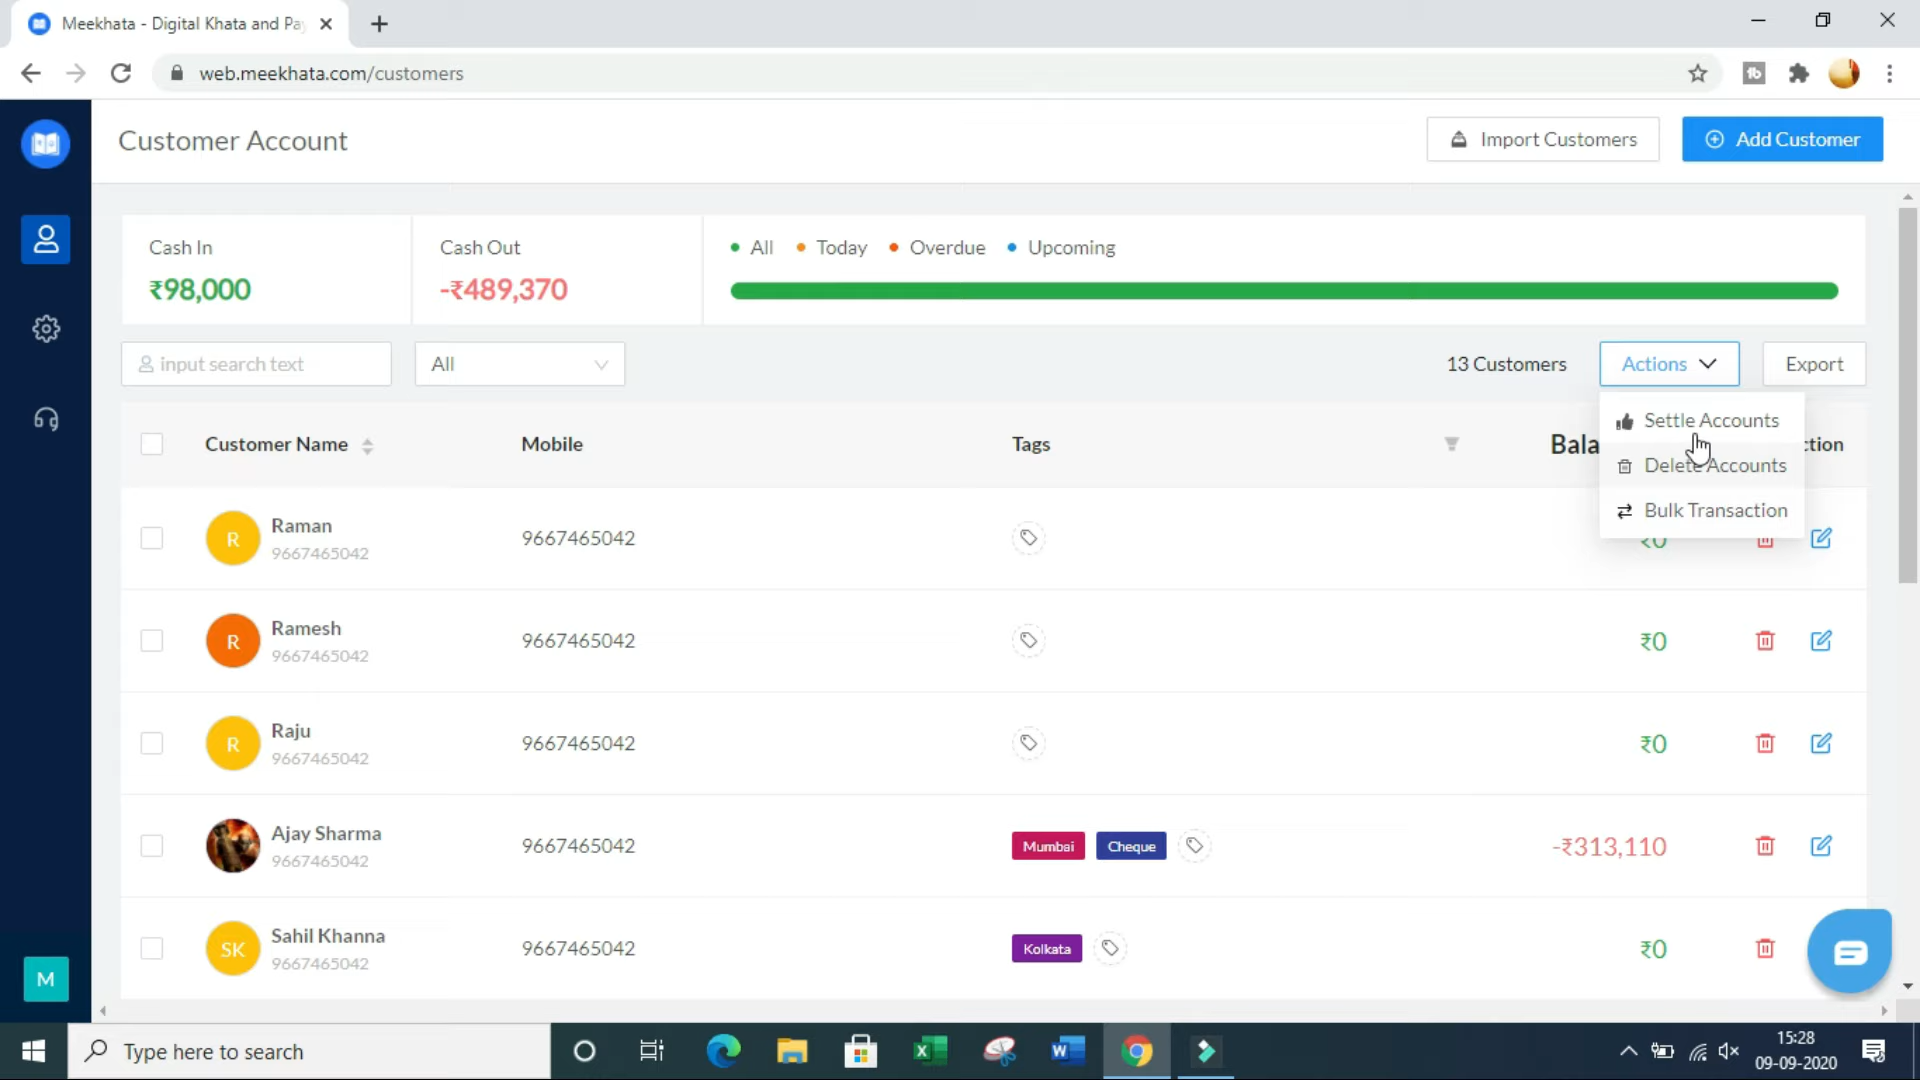 Meekhata - Digital Khata and Pay
web.meekhata.com/customers
Customer Account
Import Customers
Add Customer
Cash In
₹98,000
Cash Out
-₹489,370
All
Today
Overdue
Upcoming
input search text
All
13 Customers
Actions
Export
Settle Accounts
Delete Accounts
Bulk Transaction
Customer Name
Mobile
Tags
Bala
ction
R
Raman
9667465042
9667465042
₹0
R
Ramesh
9667465042
9667465042
₹0
R
Raju
9667465042
9667465042
₹0
Ajay Sharma
9667465042
9667465042
Mumbai
Cheque
-₹313,110
SK
Sahil Khanna
9667465042
9667465042
Kolkata
₹0
M
Type here to search
15:28
09-09-2020